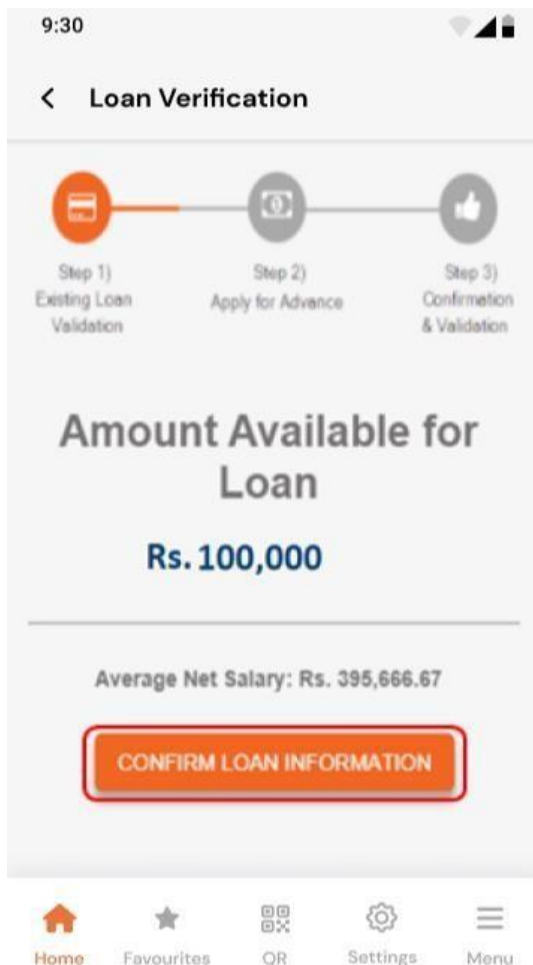 9:30
Loan Verification
Step 1)
Existing Loan
Validation
Step 2)
Apply for Advance
Step 3)
Confirmation
& Validation
Amount Available for
Loan
Rs. 100,000
Average Net Salary: Rs. 395,666.67
CONFIRM LOAN INFORMATION
Home Favourites QR Settings Menu